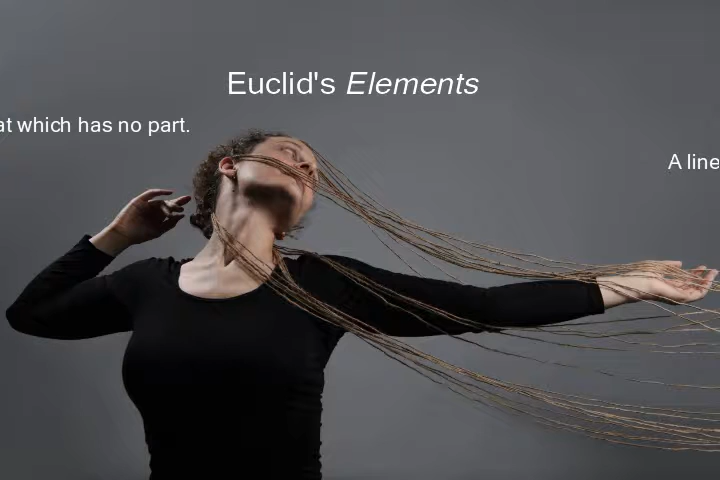 Euclid's Elements
at which has no part.
A line